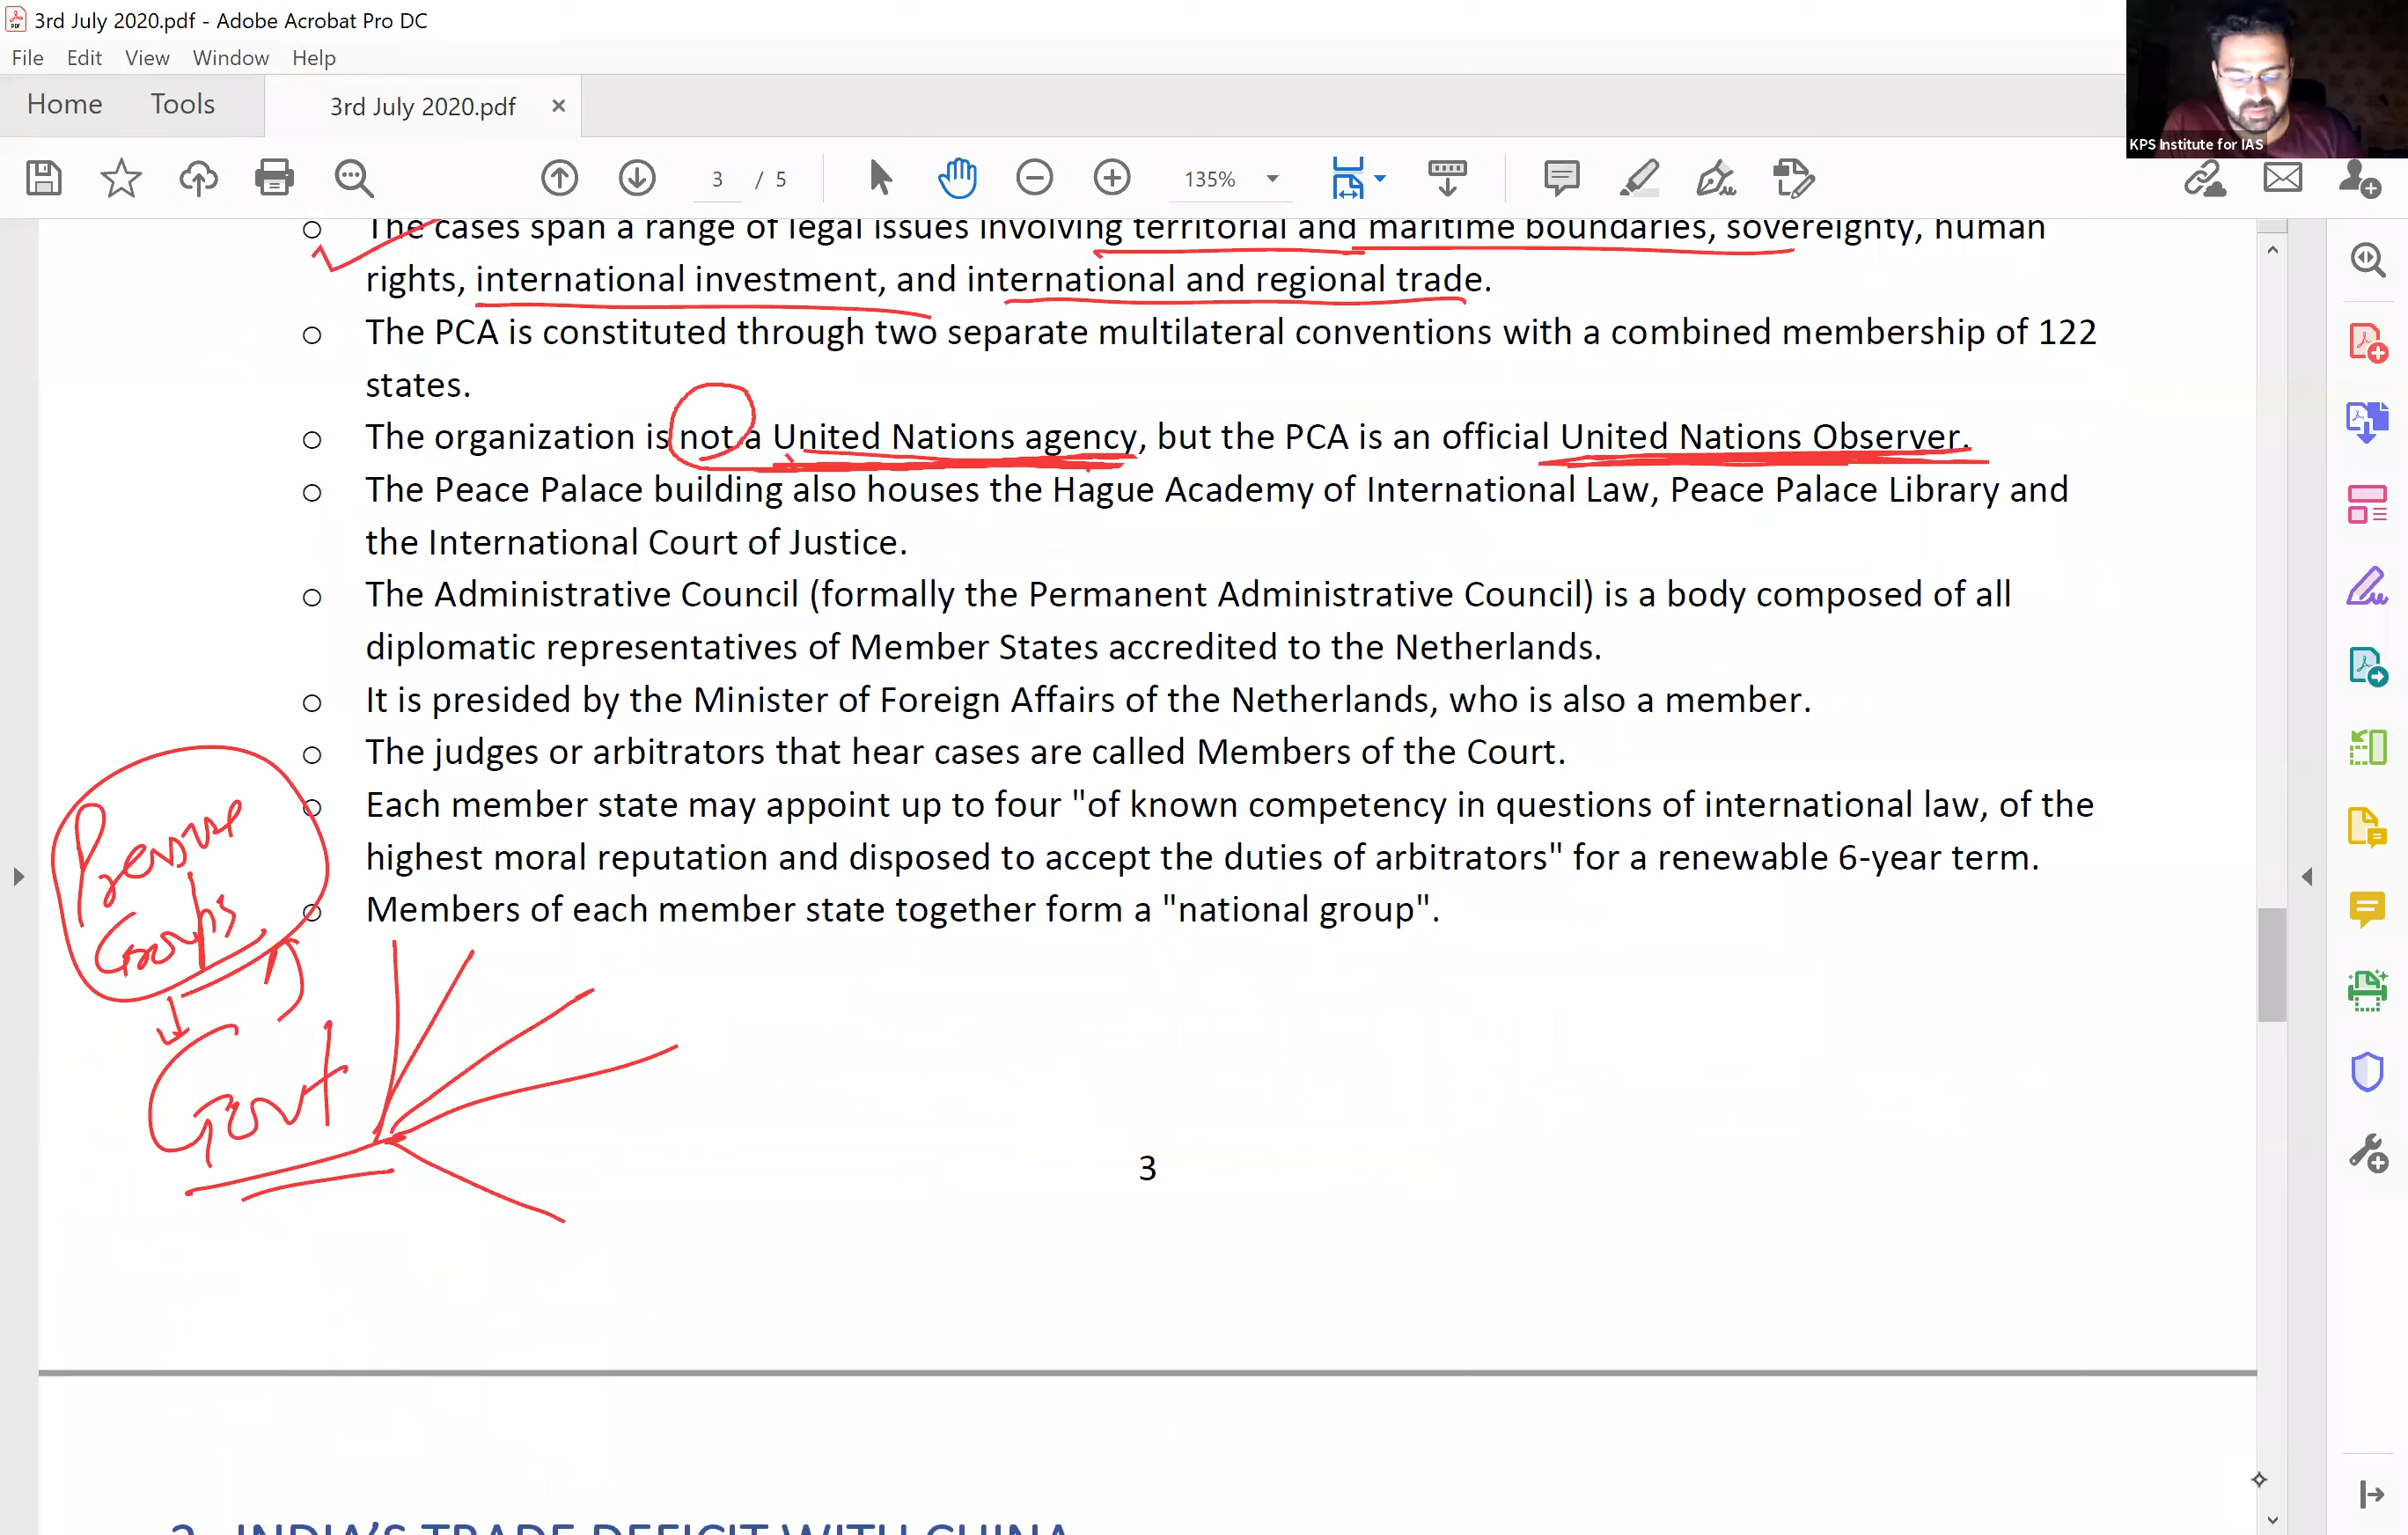 3rd July 2020.pdf - Adobe Acrobat Pro DC
File Edit View Window Help
Home Tools 3rd July 2020.pdf ×
3 / 5 135%
KPS Institute for IAS
The cases span a range of legal issues involving territorial and maritime boundaries, sovereignty, human
rights, international investment, and international and regional trade.
The PCA is constituted through two separate multilateral conventions with a combined membership of 122
states.
The organization is not a United Nations agency, but the PCA is an official United Nations Observer.
The Peace Palace building also houses the Hague Academy of International Law, Peace Palace Library and
the International Court of Justice.
The Administrative Council (formally the Permanent Administrative Council) is a body composed of all
diplomatic representatives of Member States accredited to the Netherlands.
It is presided by the Minister of Foreign Affairs of the Netherlands, who is also a member.
The judges or arbitrators that hear cases are called Members of the Court.
Each member state may appoint up to four "of known competency in questions of international law, of the
highest moral reputation and disposed to accept the duties of arbitrators" for a renewable 6-year term.
Members of each member state together form a "national group".
Pressure
Groups
Govt
3
2. INDIA'S TRADE DEFICIT WITH CHINA